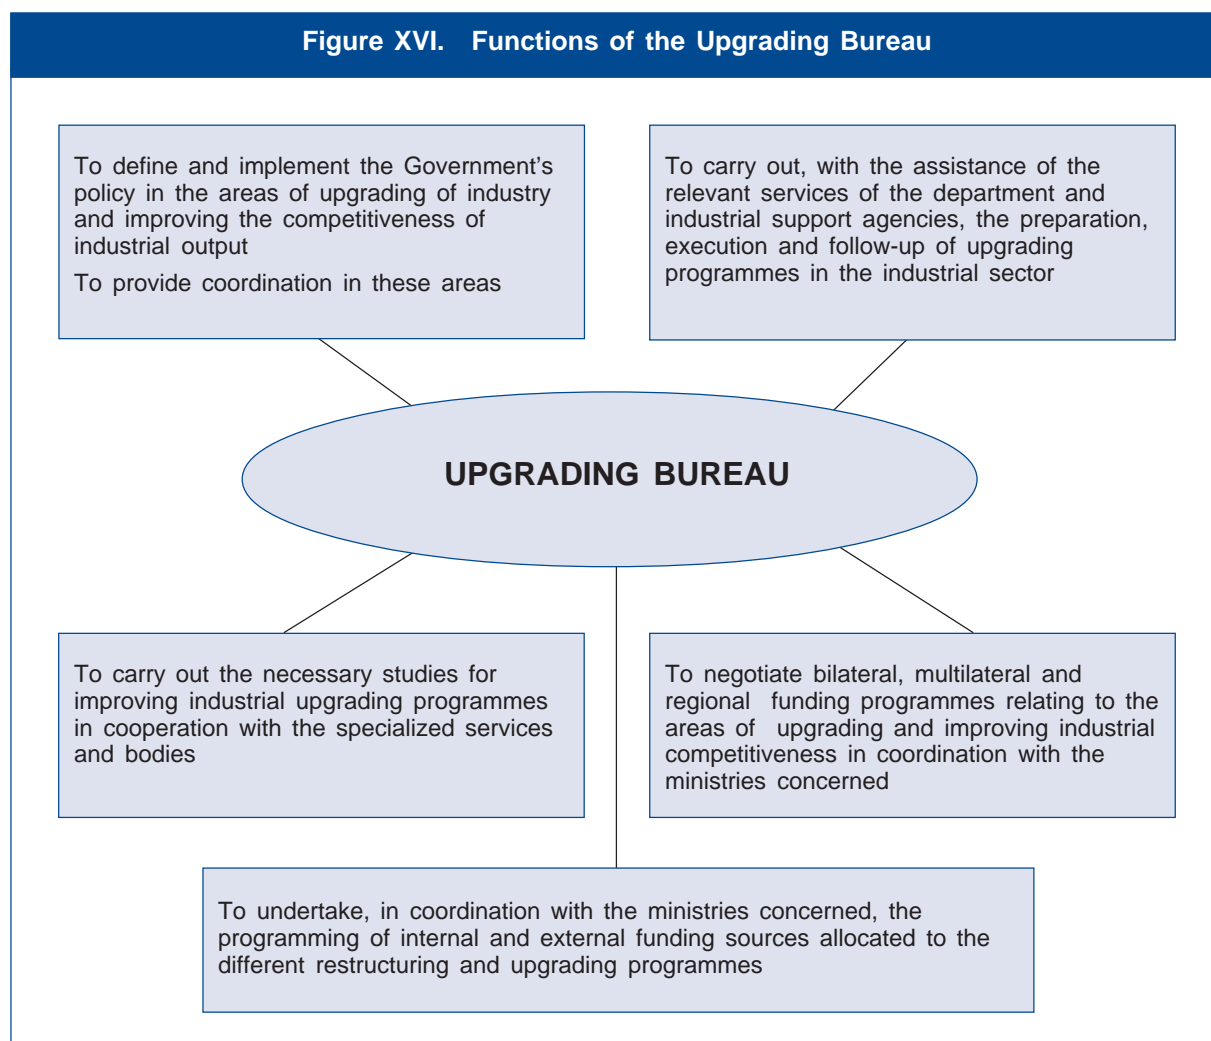 Figure XVI. Functions of the Upgrading Bureau
To define and implement the Government's
policy in the areas of upgrading of industry
and improving the competitiveness of
industrial output
To provide coordination in these areas
To carry out, with the assistance of the
relevant services of the department and
industrial support agencies, the preparation,
execution and follow-up of upgrading
programmes in the industrial sector
UPGRADING BUREAU
To carry out the necessary studies for
improving industrial upgrading programmes
in cooperation with the specialized services
and bodies
To negotiate bilateral, multilateral and
regional funding programmes relating to the
areas of upgrading and improving industrial
competitiveness in coordination with the
ministries concerned
To undertake, in coordination with the ministries concerned, the
programming of internal and external funding sources allocated to the
different restructuring and upgrading programmes